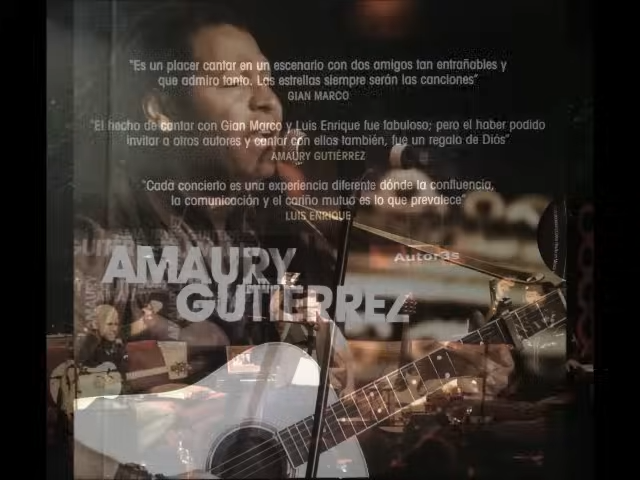 "Es un placer cantar en un escenario con dos amigos tan entrañables y
que admiro tanto. Las estrellas siempre serán las canciones"
GIAN MARCO
"El hecho de cantar con Gian Marco y Luis Enrique fue fabuloso; pero el haber podido
invitar a otros autores y cantar con ellos también, fue un regalo de Diós"
AMAURY GUTIÉRREZ
"Cada concierto es una experiencia diferente dónde la confluencia,
la comunicación y el cariño mutuo es lo que prevalece"
LUIS ENRIQUE
Autor3s
AMAURY
GUTIÉRREZ